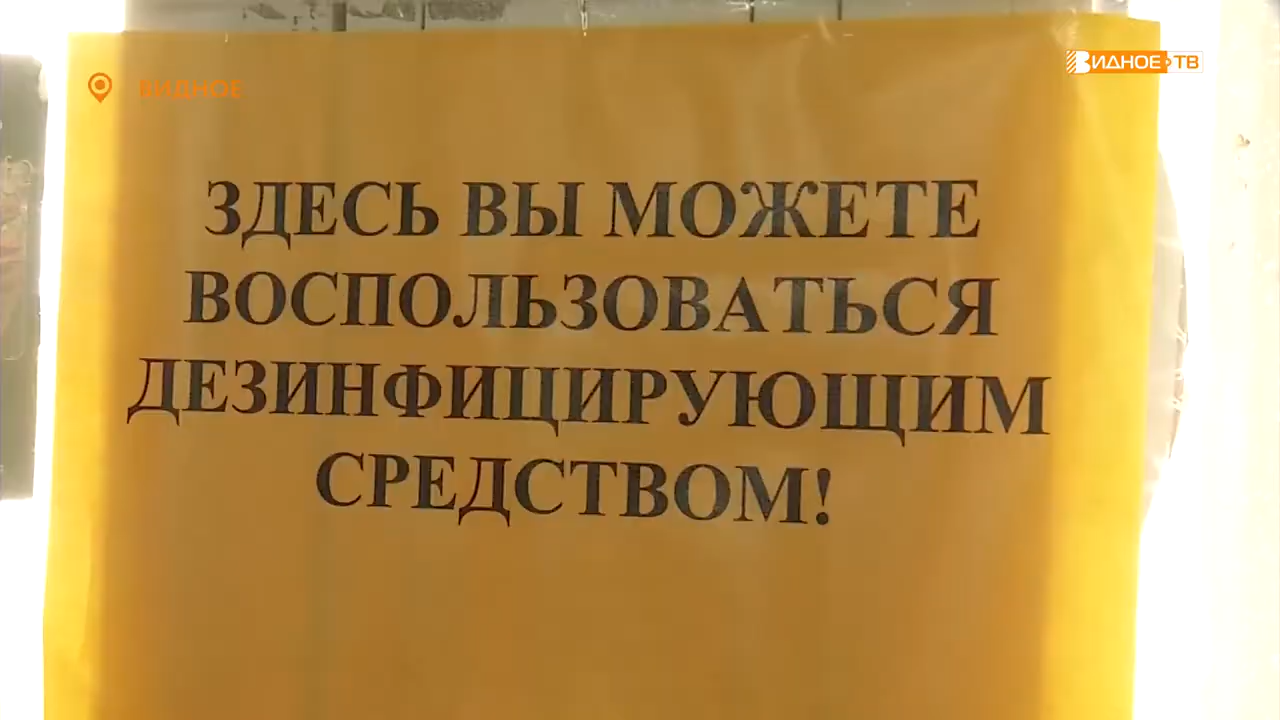 ВИДНОЕ ТВ
ВИДНОЕ
ЗДЕСЬ ВЫ МОЖЕТЕ
ВОСПОЛЬЗОВАТЬСЯ
ДЕЗИНФИЦИРУЮЩИМ
СРЕДСТВОМ!